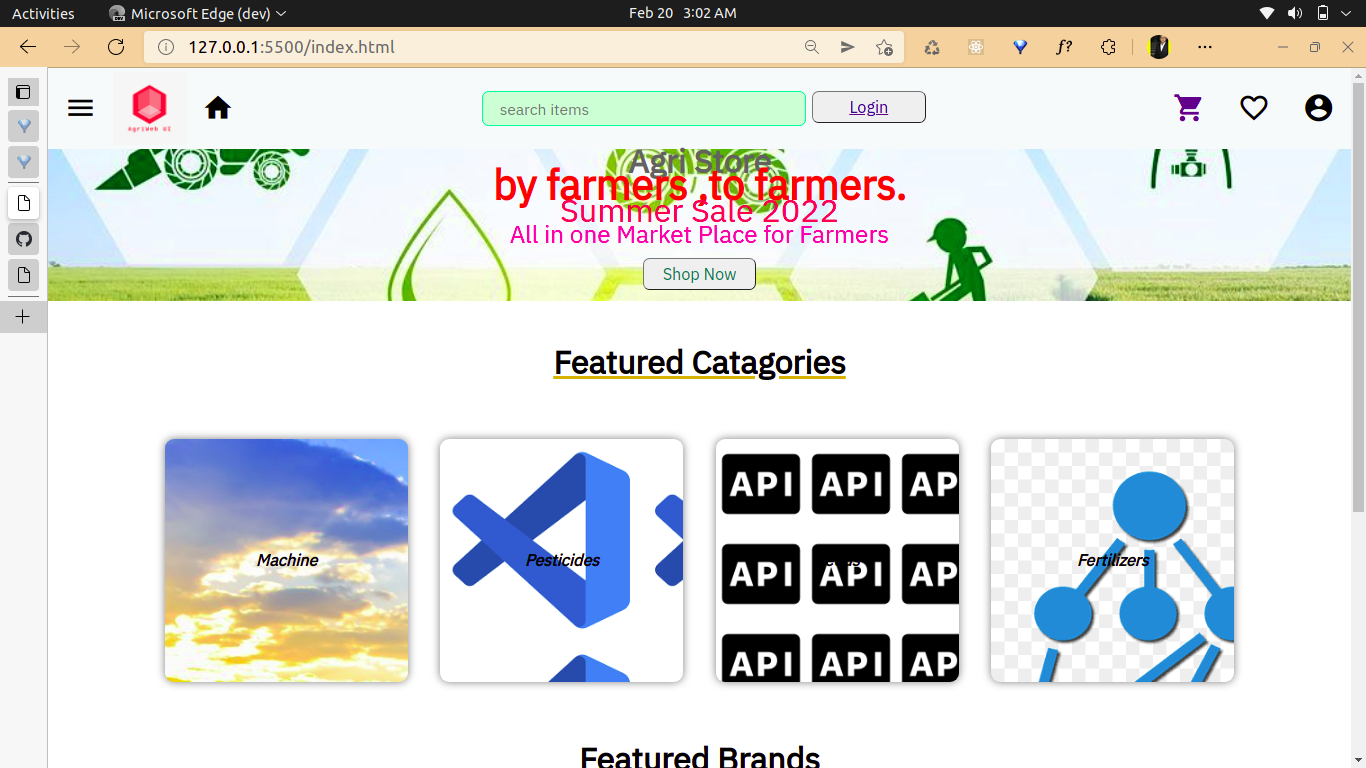 Activities
Microsoft Edge (dev)
Feb 20 3:02 AM
127.0.0.1:5500/index.html
f?
AgriWeb UI
search items
Login
Agri Store
by farmers ,to farmers.
Summer Sale 2022
All in one Market Place for Farmers
Shop Now
Featured Catagories
Machine
Pesticides
API API AP
API API AP
API API AP
Fertilizers
Featured Brands